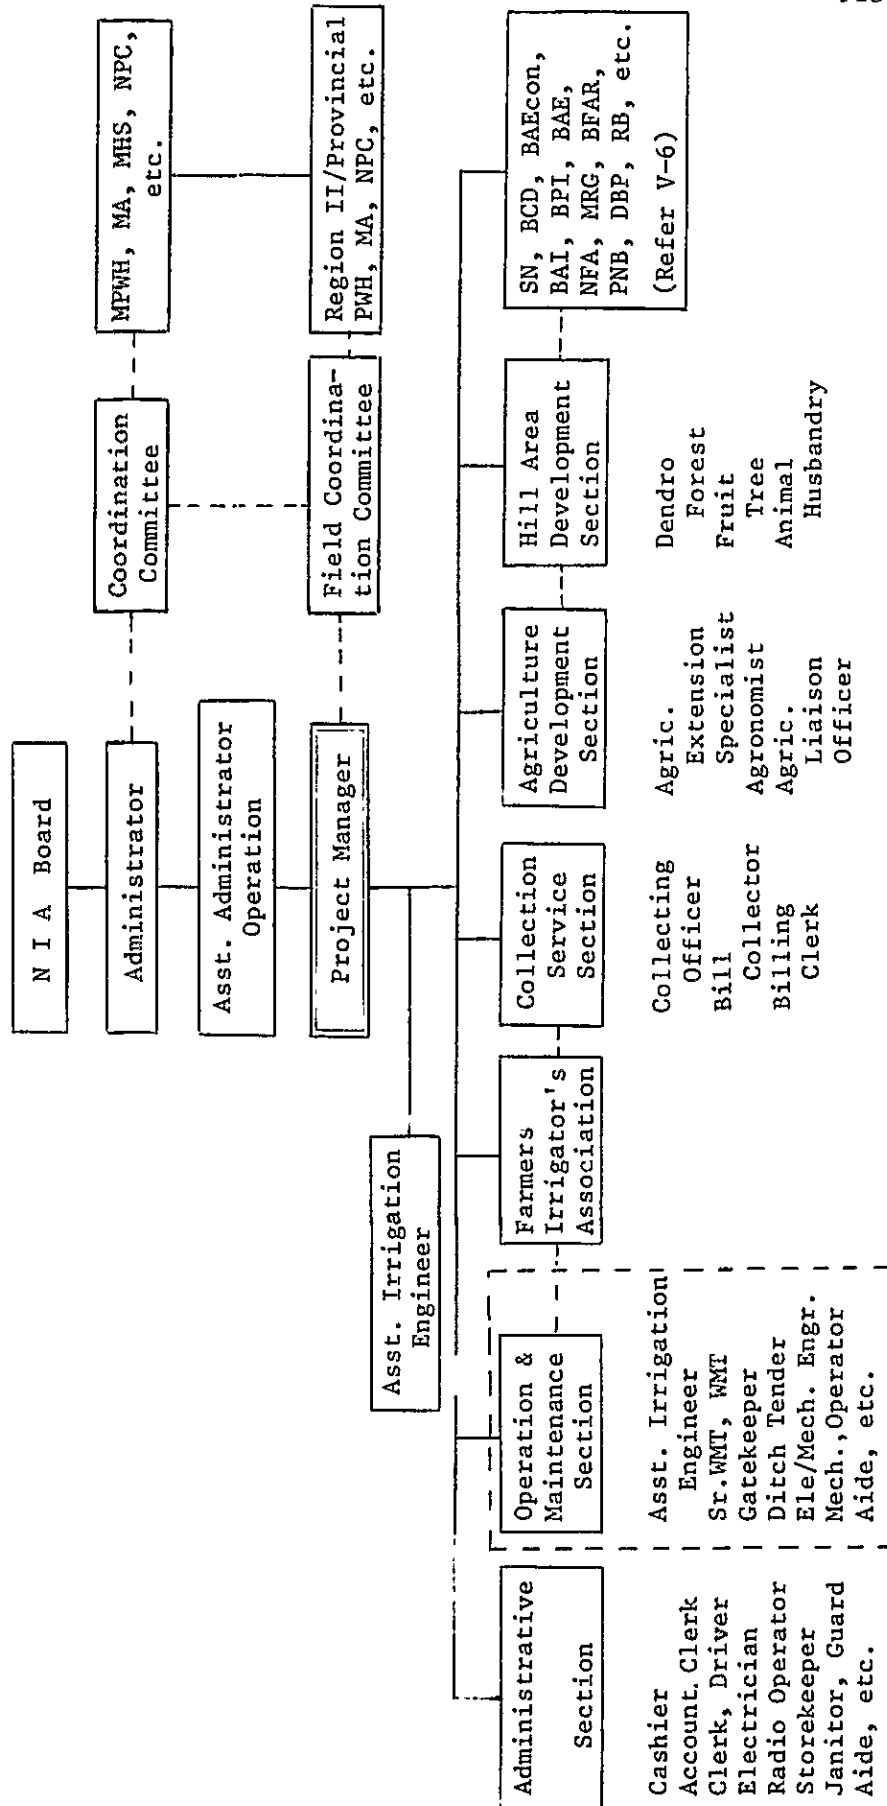 N I A Board
Administrator
Asst. Administrator
Operation
Project Manager
Coordination
Committee
MPWH, MA, MHS, NPC,
etc.
Field Coordina-
tion Committee
Region II/Provincial
PWH, MA, NPC, etc.
Asst. Irrigation
Engineer
Administrative
Section
Cashier
Account. Clerk
Clerk, Driver
Electrician
Radio Operator
Storekeeper
Janitor, Guard
Aide, etc.
Operation &
Maintenance
Section
Asst. Irrigation
Engineer
Sr.WMT, WMT
Gatekeeper
Ditch Tender
Ele/Mech. Engr.
Mech.,Operator
Aide, etc.
Farmers
Irrigator's
Association
Collection
Service
Section
Collecting
Officer
Bill
Collector
Billing
Clerk
Agriculture
Development
Section
Agric.
Extension
Specialist
Agronomist
Agric.
Liaison
Officer
Hill Area
Development
Section
Dendro
Forest
Fruit
Tree
Animal
Husbandry
SN, BCD, BAEcon,
BAI, BPI, BAE,
NFA, MRG, BFAR,
PNB, DBP, RB, etc.
(Refer V-6)